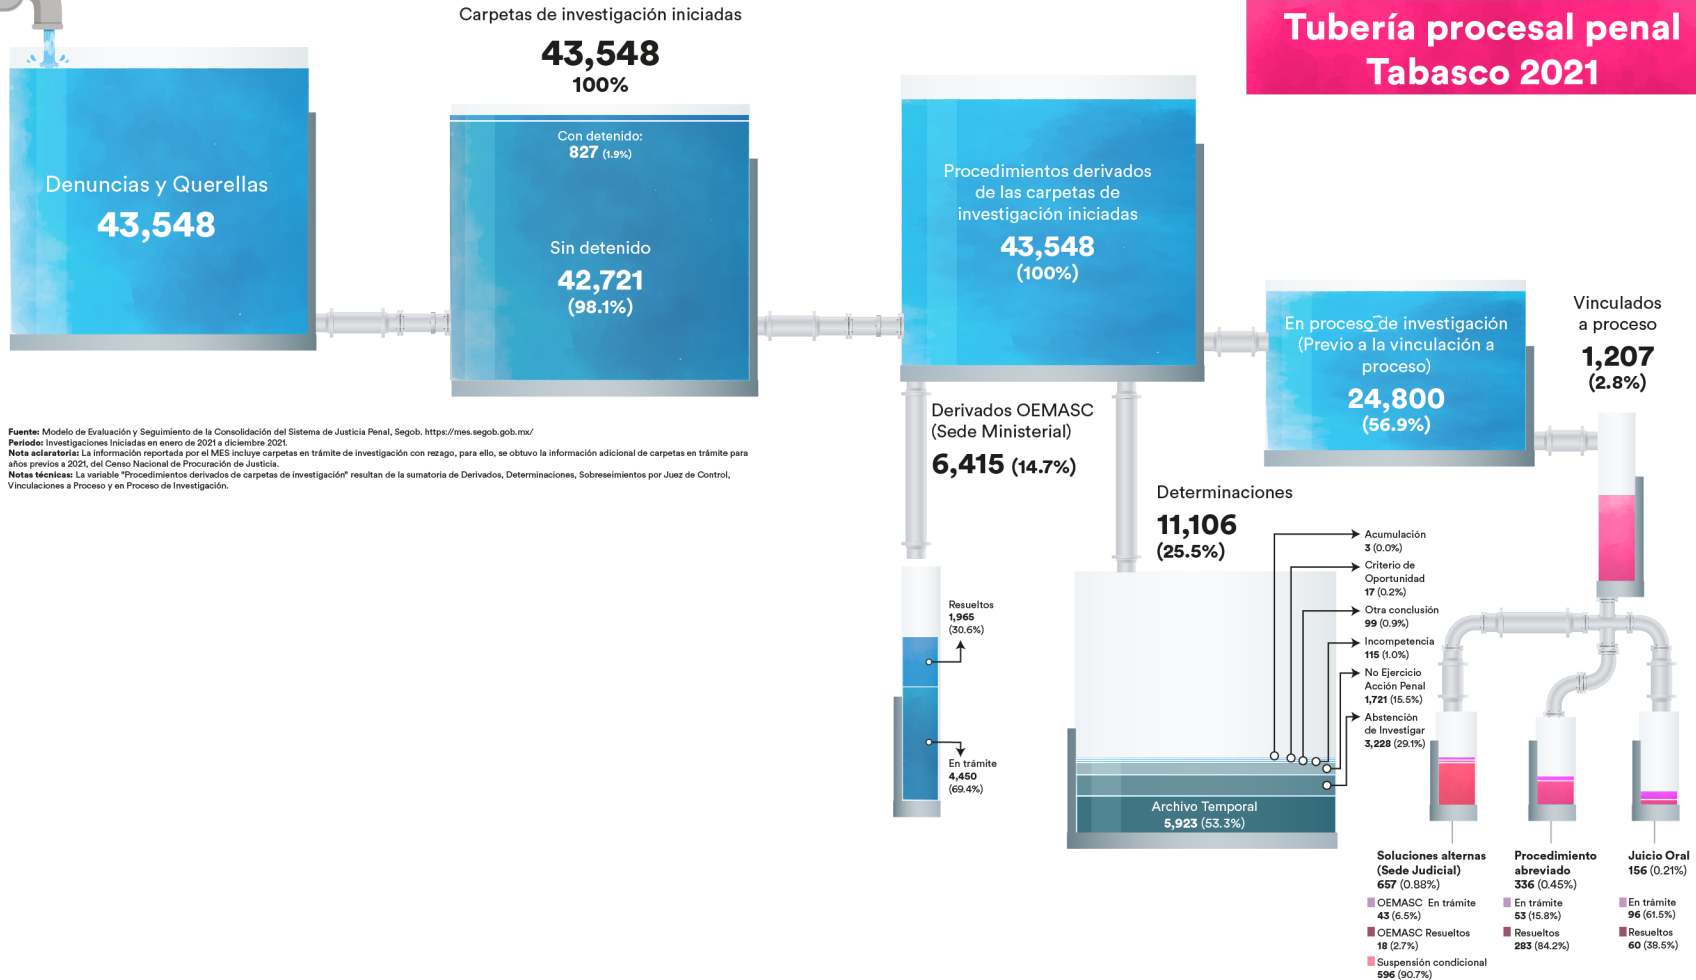 Tubería procesal penal
Tabasco 2021
Denuncias y Querellas
43,548
Carpetas de investigación iniciadas
43,548
100%
Con detenido:
827 (1.9%)
Sin detenido
42,721
(98.1%)
Procedimientos derivados
de las carpetas de
investigación iniciadas
43,548
(100%)
En proceso de investigación
(Previo a la vinculación a
proceso)
24,800
(56.9%)
Vinculados
a proceso
1,207
(2.8%)
Fuente: Modelo de Evaluación y Seguimiento de la Consolidación del Sistema de Justicia Penal, Segob. https://mes.segob.gob.mx/
Periodo: Investigaciones Iniciadas en enero de 2021 a diciembre 2021.
Nota aclaratoria: La información reportada por el MES incluye carpetas en trámite de investigación con rezago, para ello, se obtuvo la información adicional de carpetas en trámite para
años previos a 2021, del Censo Nacional de Procuración de Justicia.
Notas técnicas: La variable "Procedimientos derivados de carpetas de investigación" resultan de la sumatoria de Derivados, Determinaciones, Sobreseimientos por Juez de Control,
Vinculaciones a Proceso y en Proceso de Investigación.
Derivados OEMASC
(Sede Ministerial)
6,415 (14.7%)
Resueltos
1,965
(30.6%)
En trámite
4,450
(69.4%)
Determinaciones
11,106
(25.5%)
Acumulación
3 (0.0%)
Criterio de
Oportunidad
17 (0.2%)
Otra conclusión
99 (0.9%)
Incompetencia
115 (1.0%)
No Ejercicio
Acción Penal
1,721 (15.5%)
Abstención
de Investigar
3,228 (29.1%)
Archivo Temporal
5,923 (53.3%)
Soluciones alternas
(Sede Judicial)
657 (0.88%)
OEMASC En trámite
43 (6.5%)
OEMASC Resueltos
18 (2.7%)
Suspensión condicional
596 (90.7%)
Procedimiento
abreviado
336 (0.45%)
En trámite
53 (15.8%)
Resueltos
283 (84.2%)
Juicio Oral
156 (0.21%)
En trámite
96 (61.5%)
Resueltos
60 (38.5%)